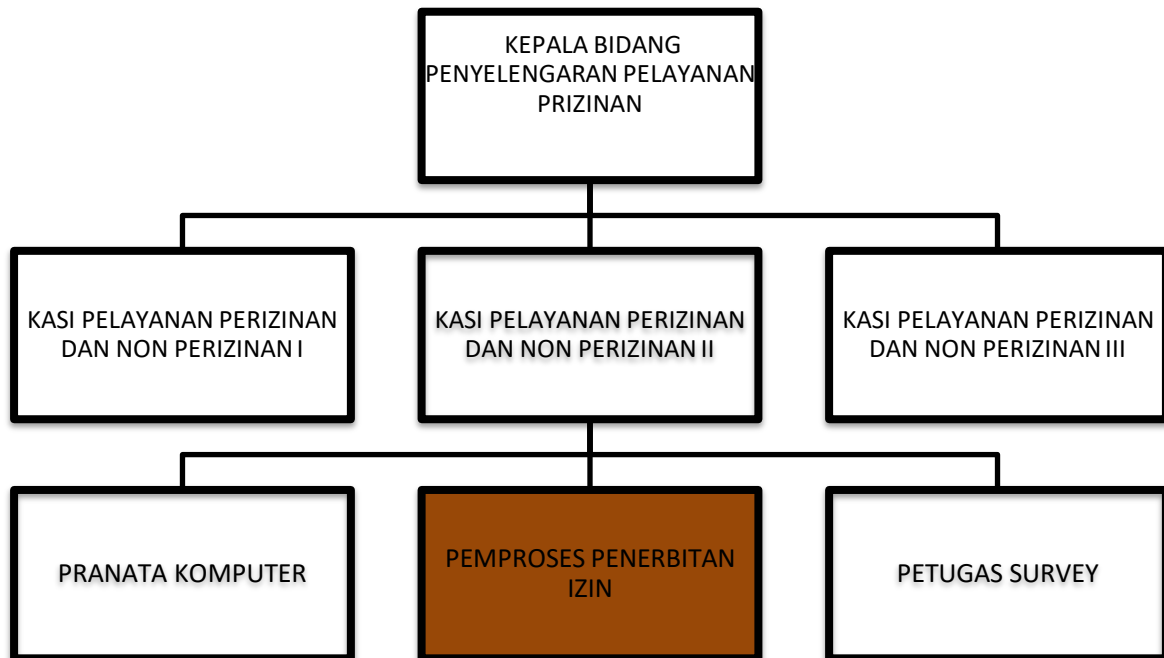 KEPALA BIDANG
PENYELENGARAN PELAYANAN
PRIZINAN
KASI PELAYANAN PERIZINAN
DAN NON PERIZINAN I
KASI PELAYANAN PERIZINAN
DAN NON PERIZINAN II
KASI PELAYANAN PERIZINAN
DAN NON PERIZINAN III
PRANATA KOMPUTER
PEMPROSES PENERBITAN
IZIN
PETUGAS SURVEY